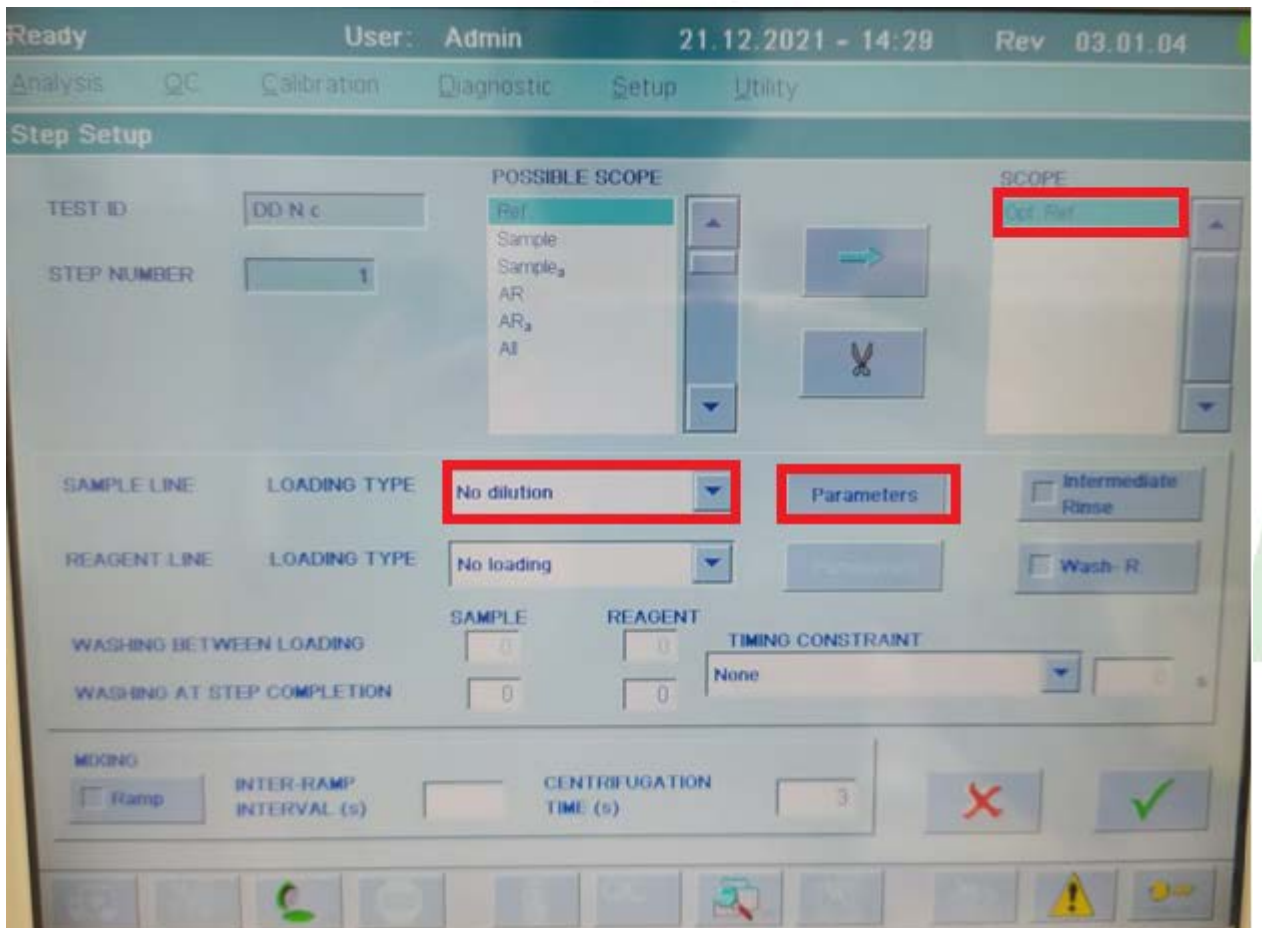 Ready User: Admin 21.12.2021 - 14:29 Rev 03.01.04
Analysis QC Calibration Diagnostic Setup Utility
Step Setup
POSSIBLE SCOPE SCOPE
TEST ID DD N c Ref. Opt. Ref.
Sample
STEP NUMBER 1 Sampleₐ
AR
ARₐ
All
SAMPLE LINE LOADING TYPE No dilution Parameters Intermediate
Rinse
REAGENT LINE LOADING TYPE No loading Wash- R
SAMPLE REAGENT
WASHING BETWEEN LOADING 0 0 TIMING CONSTRAINT
None 0 s
WASHING AT STEP COMPLETION 0 0
MIXING
Ramp INTER-RAMP CENTRIFUGATION
INTERVAL (s) TIME (s) 3